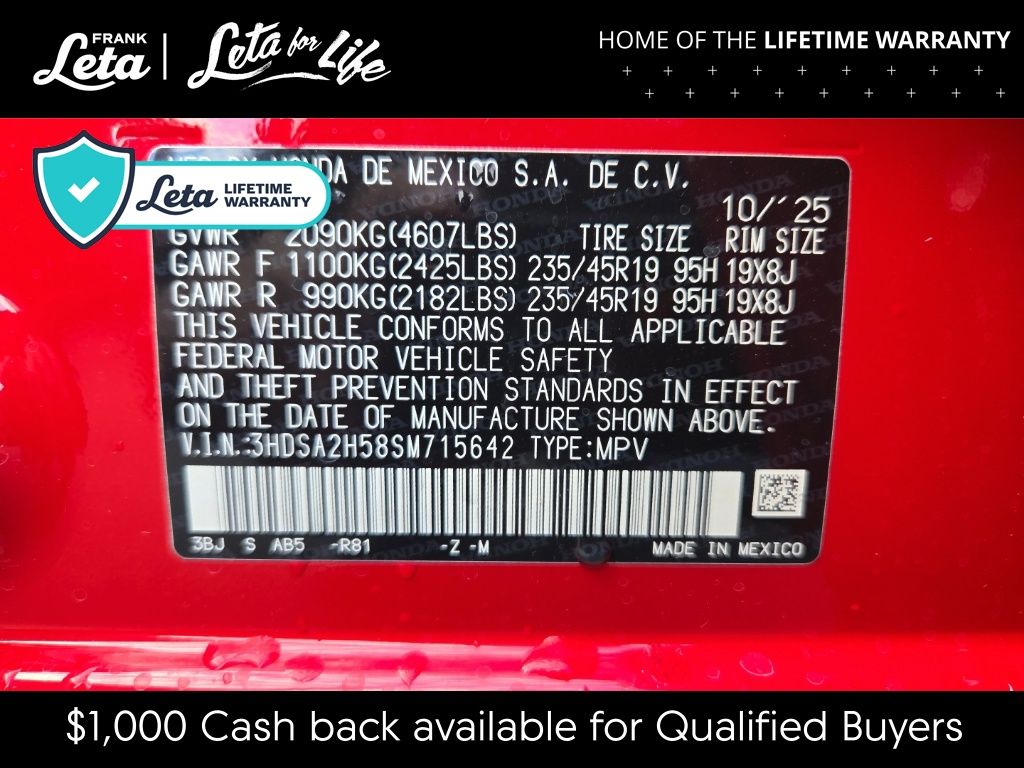 FRANK
Leta
Leta for Life
HOME OF THE LIFETIME WARRANTY
Leta LIFETIME
WARRANTY
DE MEXICO S.A. DE C.V.
10/'25
GVWR 2090KG(4607LBS) TIRE SIZE RIM SIZE
GAWR F 1100KG(2425LBS) 235/45R19 95H 19X8J
GAWR R 990KG(2182LBS) 235/45R19 95H 19X8J
THIS VEHICLE CONFORMS TO ALL APPLICABLE
FEDERAL MOTOR VEHICLE SAFETY
AND THEFT PREVENTION STANDARDS IN EFFECT
ON THE DATE OF MANUFACTURE SHOWN ABOVE.
V.I.N.:3HDSA2H58SM715642 TYPE:MPV
3BJ S AB5 -R81 -Z -M MADE IN MEXICO
$1,000 Cash back available for Qualified Buyers